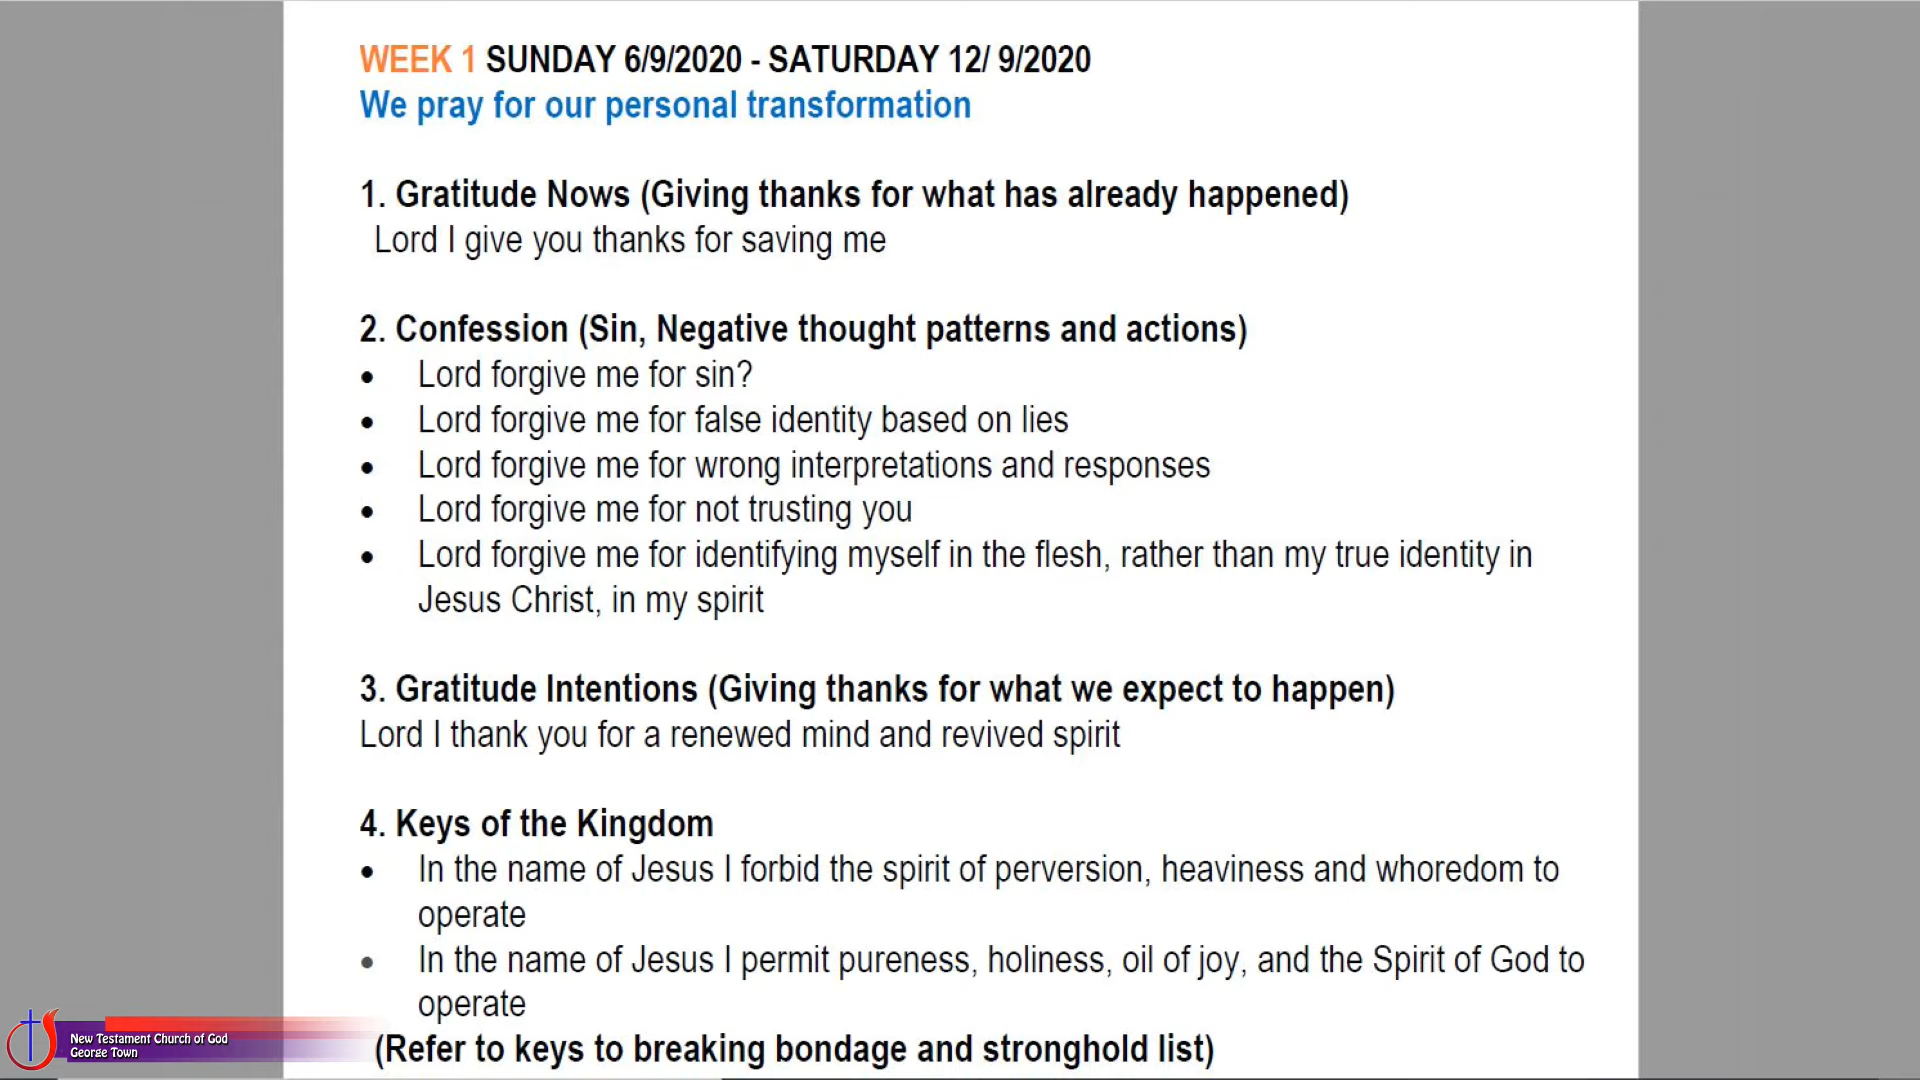 WEEK 1 SUNDAY 6/9/2020 - SATURDAY 12/ 9/2020
We pray for our personal transformation
1. Gratitude Nows (Giving thanks for what has already happened)
Lord I give you thanks for saving me
2. Confession (Sin, Negative thought patterns and actions)
• Lord forgive me for sin?
• Lord forgive me for false identity based on lies
• Lord forgive me for wrong interpretations and responses
• Lord forgive me for not trusting you
• Lord forgive me for identifying myself in the flesh, rather than my true identity in
Jesus Christ, in my spirit
3. Gratitude Intentions (Giving thanks for what we expect to happen)
Lord I thank you for a renewed mind and revived spirit
4. Keys of the Kingdom
• In the name of Jesus I forbid the spirit of perversion, heaviness and whoredom to
operate
• In the name of Jesus I permit pureness, holiness, oil of joy, and the Spirit of God to
operate
(Refer to keys to breaking bondage and stronghold list)
New Testament Church of God
George Town